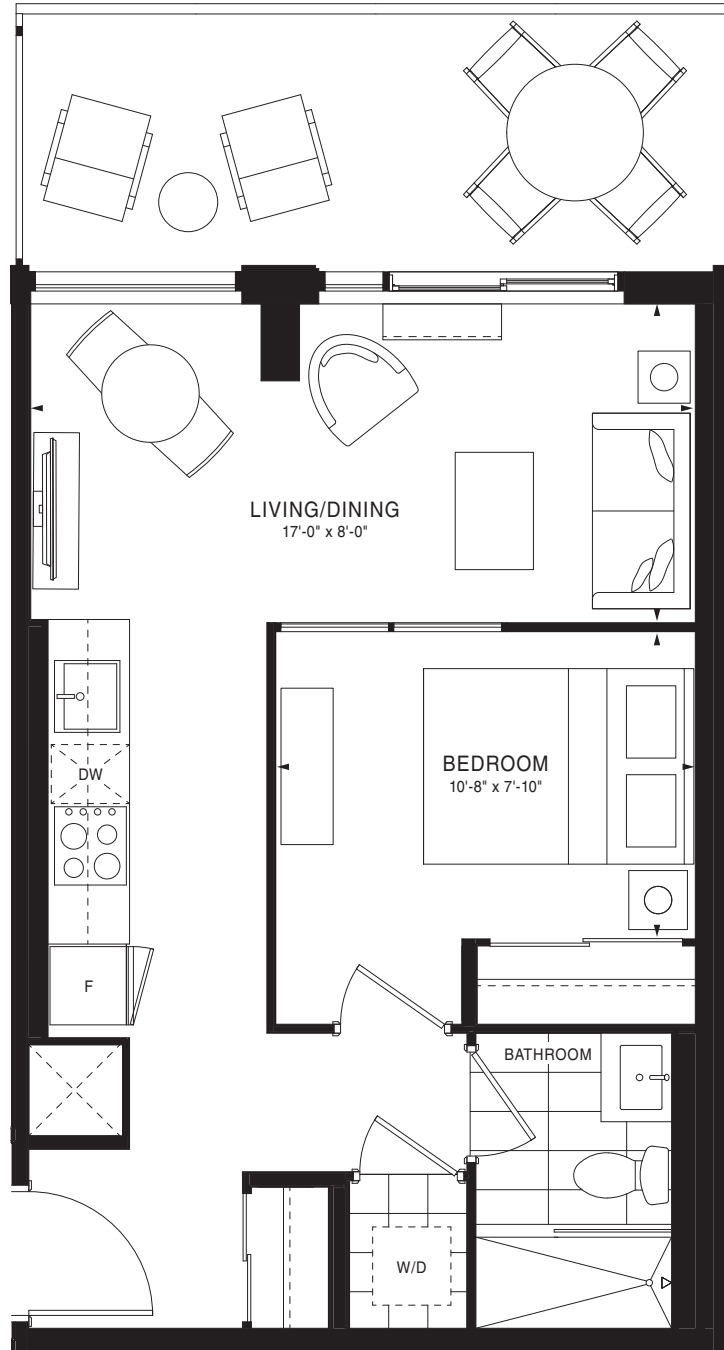 LIVING/DINING
17'-0" x 8'-0"
BEDROOM
10'-8" x 7'-10"
DW
F
BATHROOM
W/D